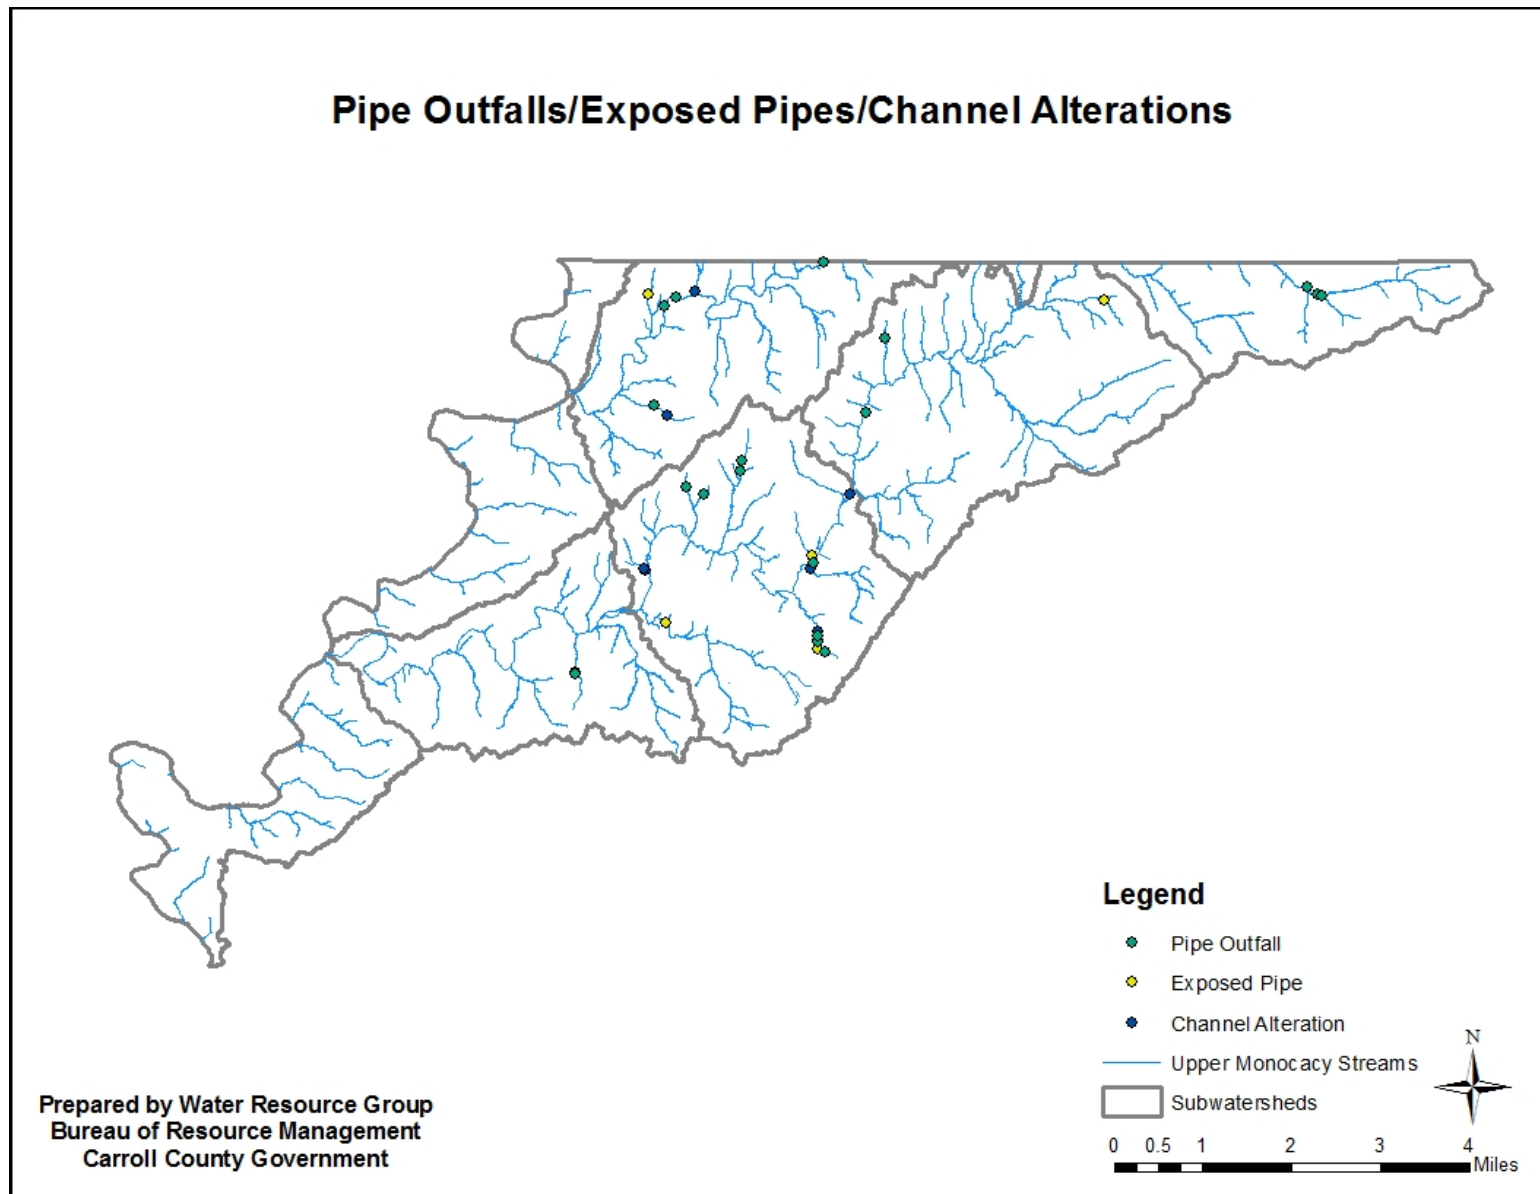 Pipe Outfalls/Exposed Pipes/Channel Alterations
Legend
Pipe Outfall
Exposed Pipe
Channel Alteration
Upper Monocacy Streams
Subwatersheds
N
0 0.5 1 2 3 4
Miles
Prepared by Water Resource Group
Bureau of Resource Management
Carroll County Government